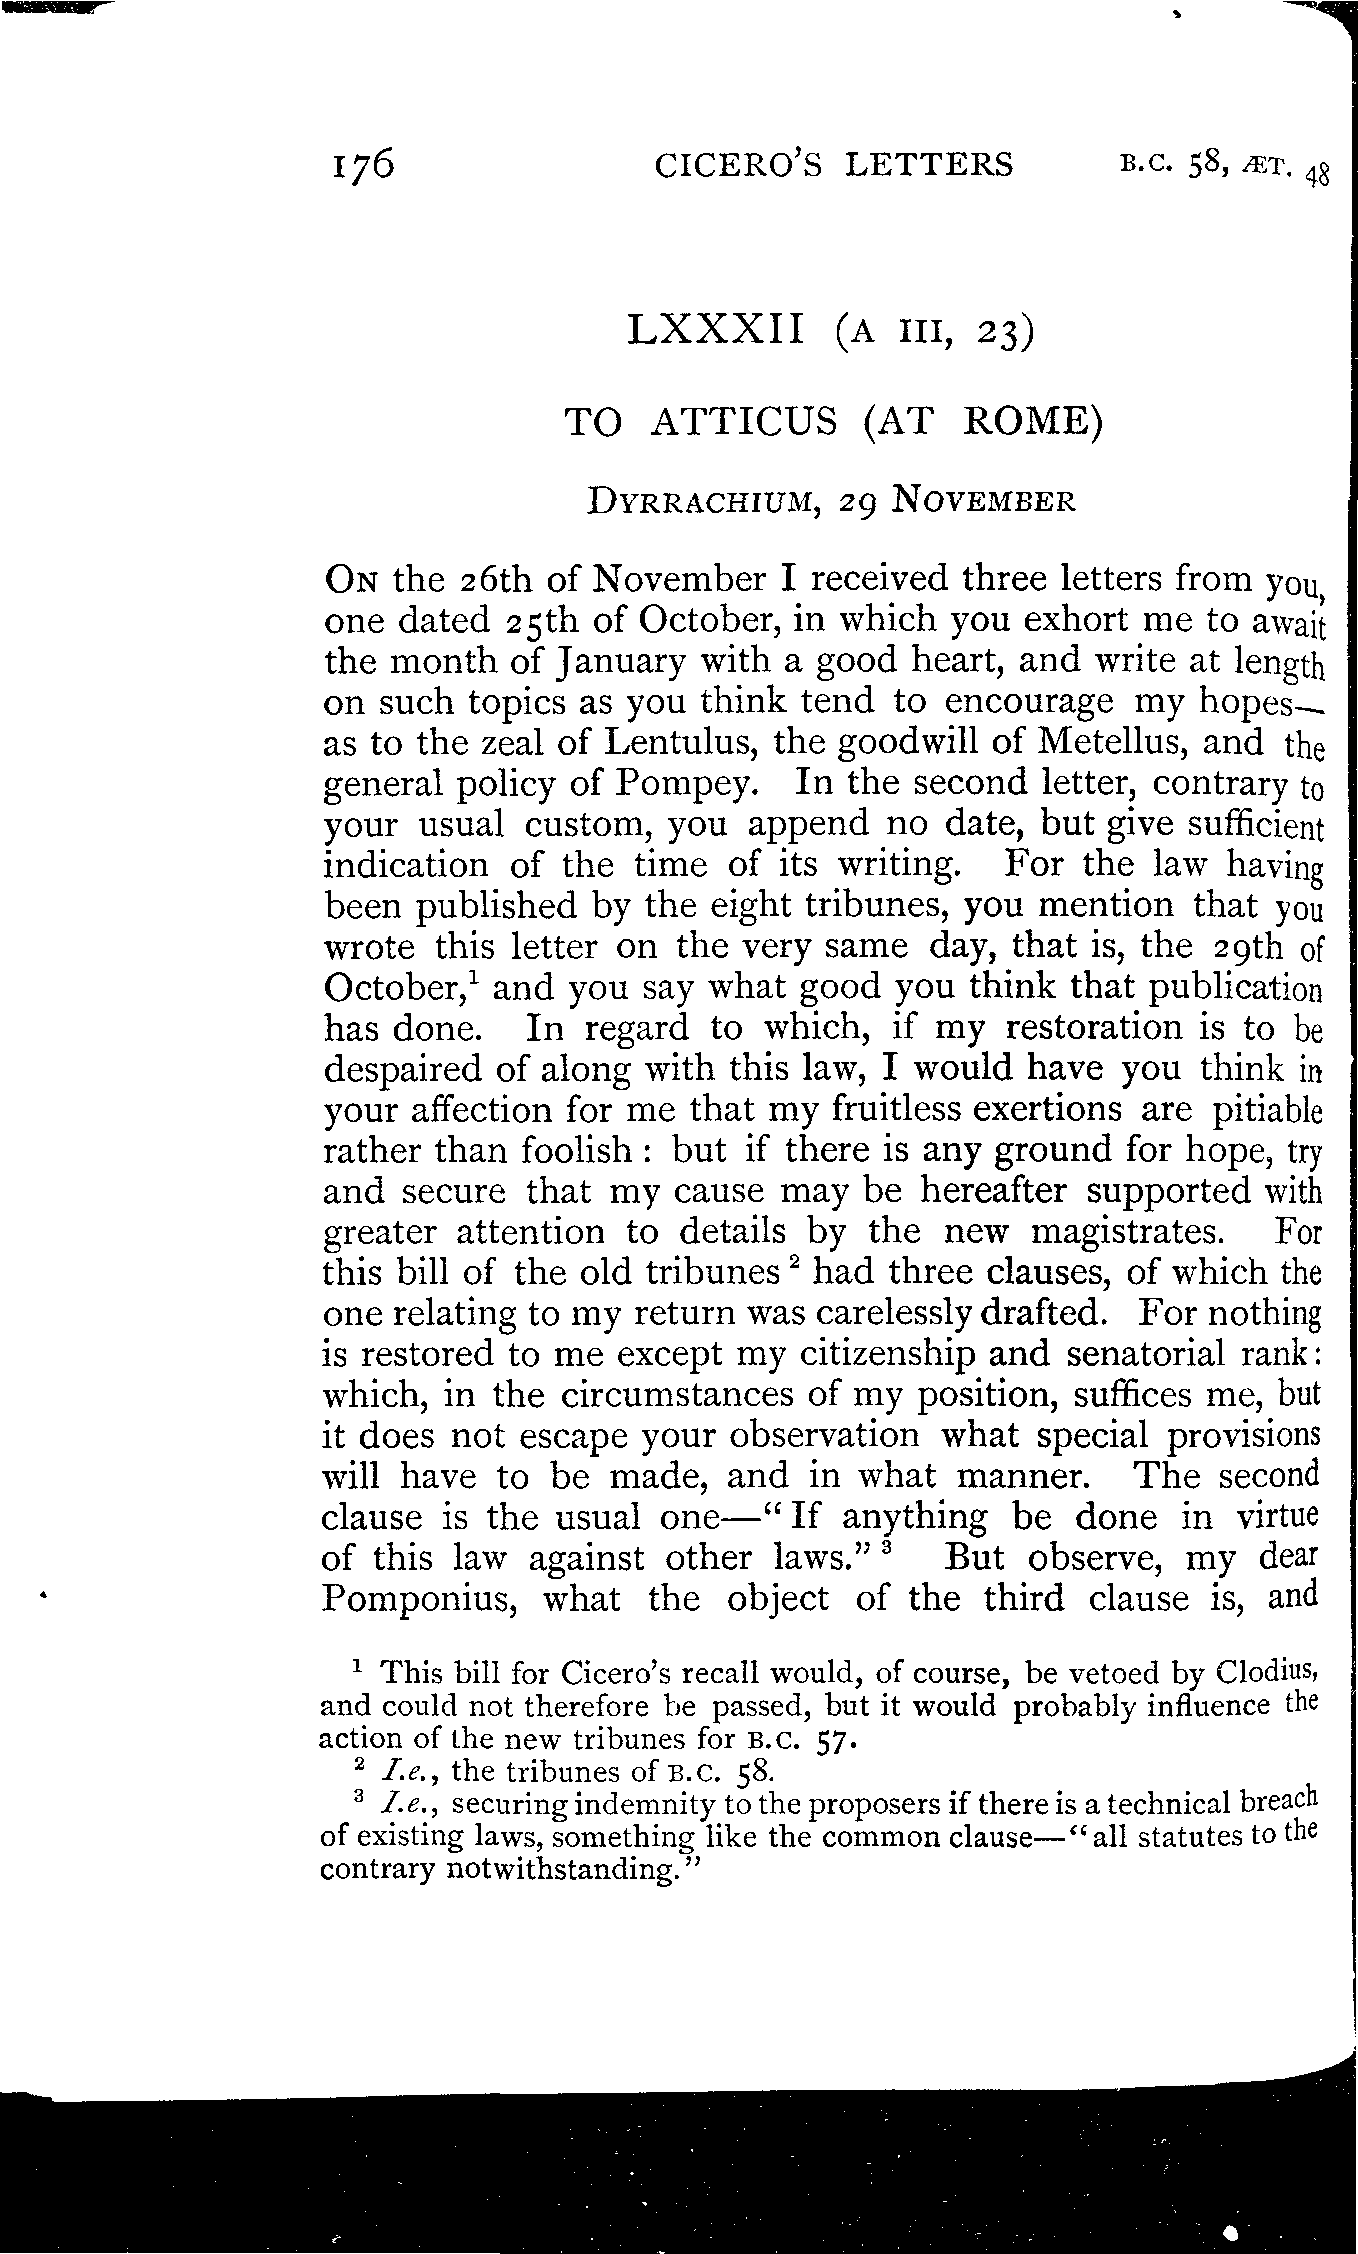 176 CICERO'S LETTERS B.C. 58, ÆT. 48
LXXXII (A III, 23)
TO ATTICUS (AT ROME)
DYRRACHIUM, 29 NOVEMBER
ON the 26th of November I received three letters from you,
one dated 25th of October, in which you exhort me to await
the month of January with a good heart, and write at length
on such topics as you think tend to encourage my hopes—
as to the zeal of Lentulus, the goodwill of Metellus, and the
general policy of Pompey. In the second letter, contrary to
your usual custom, you append no date, but give sufficient
indication of the time of its writing. For the law having
been published by the eight tribunes, you mention that you
wrote this letter on the very same day, that is, the 29th of
October,¹ and you say what good you think that publication
has done. In regard to which, if my restoration is to be
despaired of along with this law, I would have you think in
your affection for me that my fruitless exertions are pitiable
rather than foolish : but if there is any ground for hope, try
and secure that my cause may be hereafter supported with
greater attention to details by the new magistrates. For
this bill of the old tribunes ² had three clauses, of which the
one relating to my return was carelessly drafted. For nothing
is restored to me except my citizenship and senatorial rank:
which, in the circumstances of my position, suffices me, but
it does not escape your observation what special provisions
will have to be made, and in what manner. The second
clause is the usual one—“If anything be done in virtue
of this law against other laws.” ³ But observe, my dear
Pomponius, what the object of the third clause is, and
¹ This bill for Cicero's recall would, of course, be vetoed by Clodius,
and could not therefore be passed, but it would probably influence the
action of the new tribunes for B.C. 57.
² I.e., the tribunes of B.C. 58.
³ I.e., securing indemnity to the proposers if there is a technical breach
of existing laws, something like the common clause—“all statutes to the
contrary notwithstanding.”